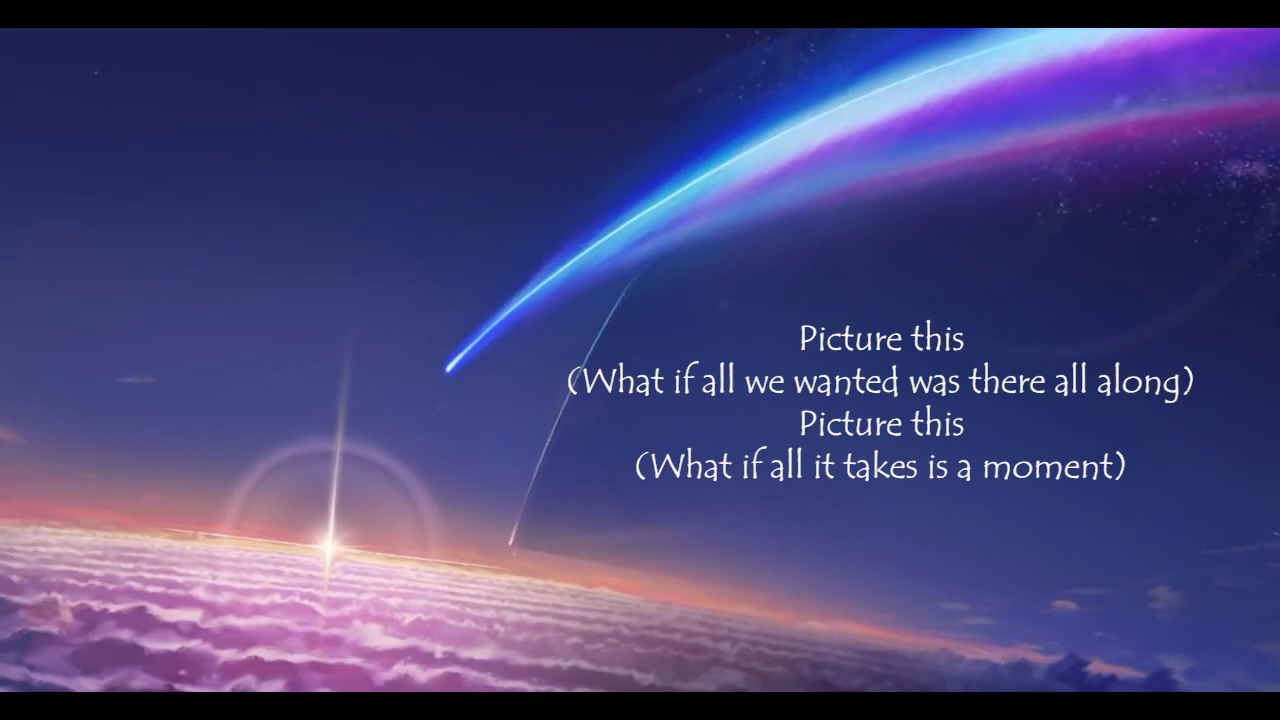 Picture this
(What if all we wanted was there all along)
Picture this
(What if all it takes is a moment)